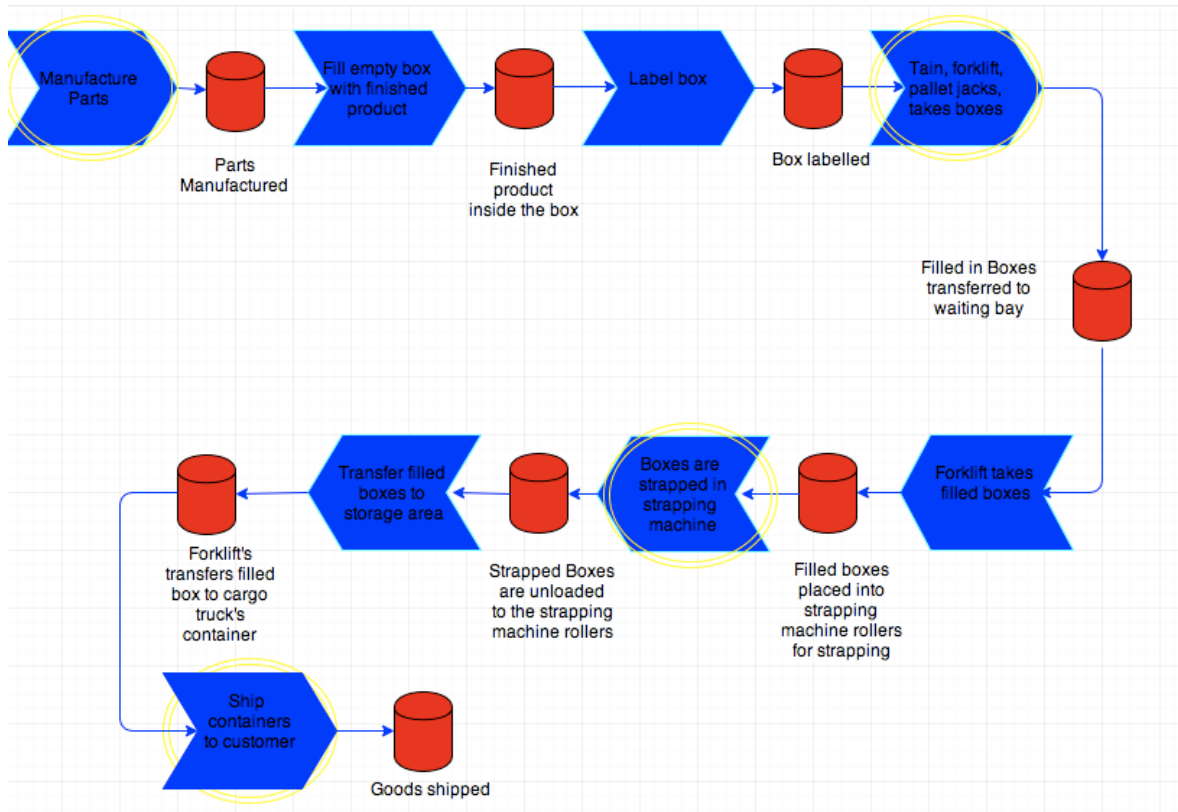 Manufacture
Parts
Parts
Manufactured
Fill empty box
with finished
product
Finished
product
inside the box
Label box
Box labelled
Tain, forklift,
pallet jacks,
takes boxes
Filled in Boxes
transferred to
waiting bay
Forklift takes
filled boxes
Filled boxes
placed into
strapping
machine rollers
for strapping
Boxes are
strapped in
strapping
machine
Strapped Boxes
are unloaded
to the strapping
machine rollers
Transfer filled
boxes to
storage area
Forklift's
transfers filled
box to cargo
truck's
container
Ship
containers
to customer
Goods shipped